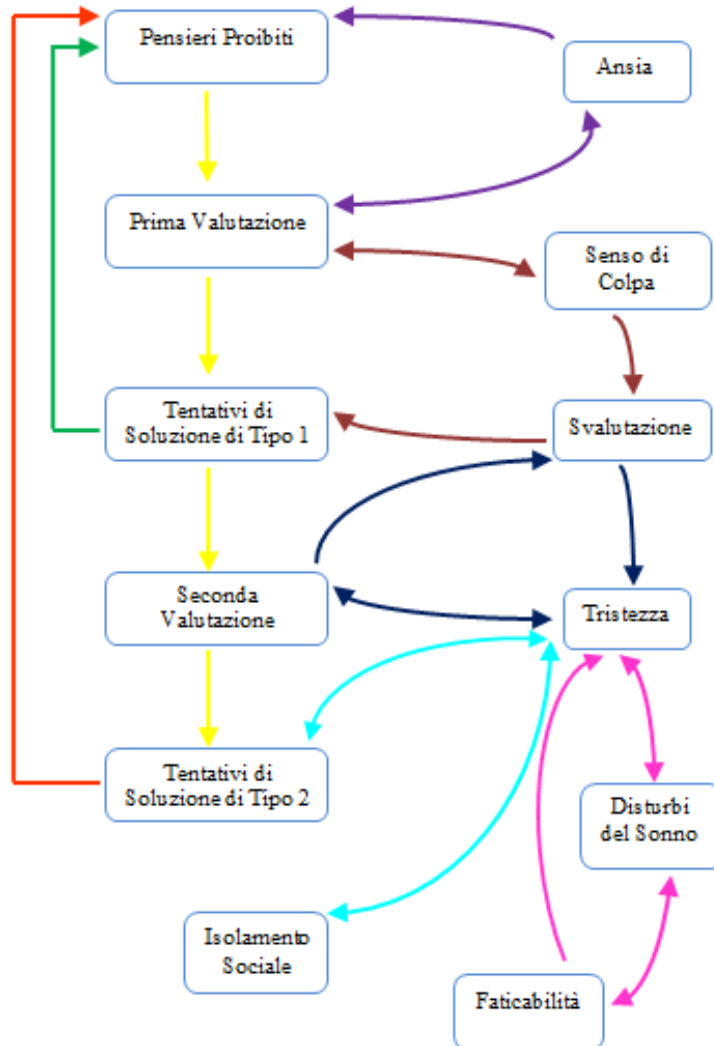 Pensieri Proibiti
Ansia
Prima Valutazione
Senso di
Colpa
Tentativi di
Soluzione di Tipo 1
Svalutazione
Seconda
Valutazione
Tristezza
Tentativi di
Soluzione di Tipo 2
Disturbi
del Sonno
Isolamento
Sociale
Faticabilità